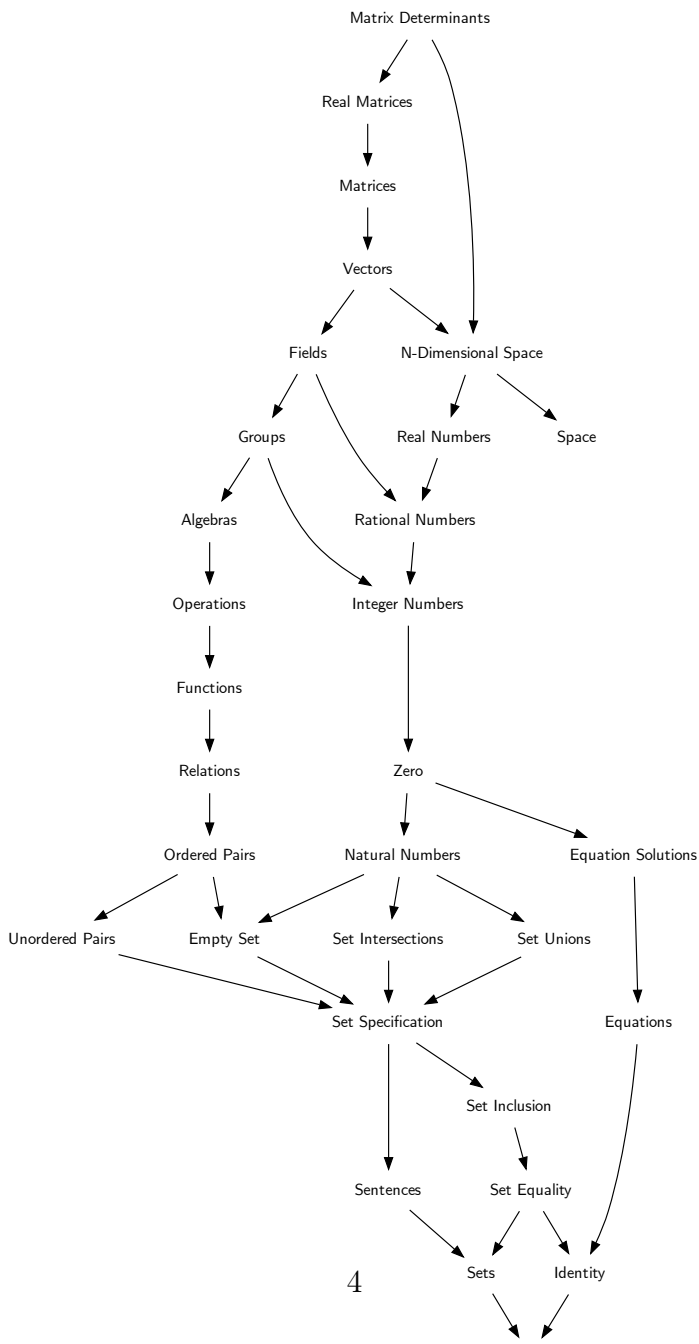 Matrix Determinants
Real Matrices
Matrices
Vectors
Fields
N-Dimensional Space
Groups
Real Numbers
Space
Algebras
Rational Numbers
Operations
Integer Numbers
Functions
Relations
Zero
Ordered Pairs
Natural Numbers
Equation Solutions
Unordered Pairs
Empty Set
Set Intersections
Set Unions
Set Specification
Equations
Set Inclusion
Sentences
Set Equality
Sets
Identity
4